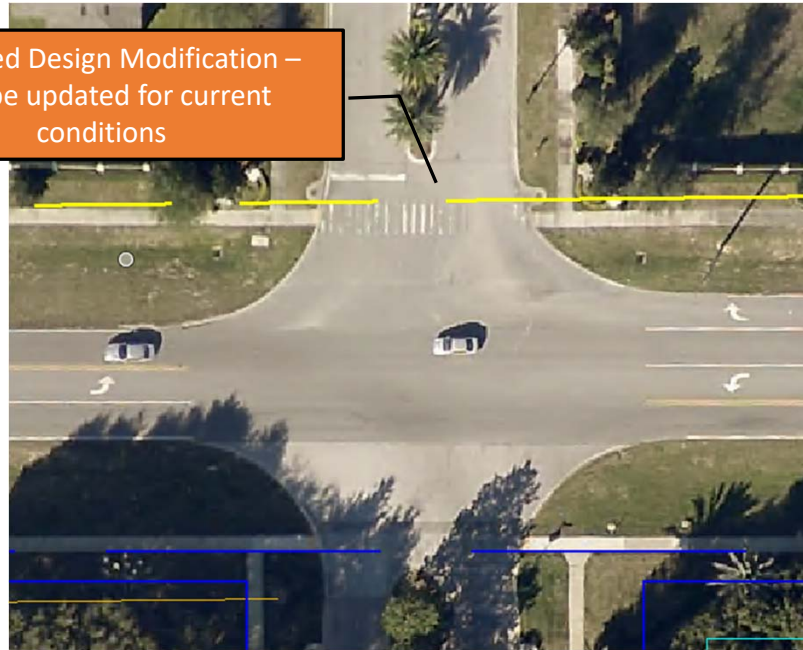 ed Design Modification –
be updated for current
conditions